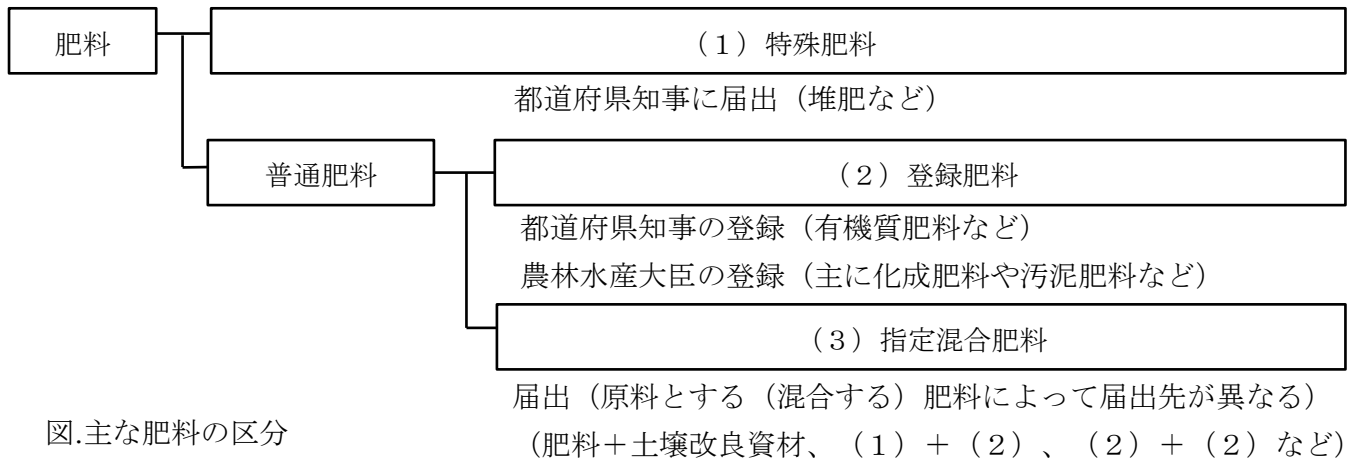 肥料
（１）特殊肥料
都道府県知事に届出（堆肥など）
普通肥料
（２）登録肥料
都道府県知事の登録（有機質肥料など）
農林水産大臣の登録（主に化成肥料や汚泥肥料など）
（３）指定混合肥料
届出（原料とする（混合する）肥料によって届出先が異なる）
（肥料＋土壌改良資材、（１）＋（２）、（２）＋（２）など）
図.主な肥料の区分